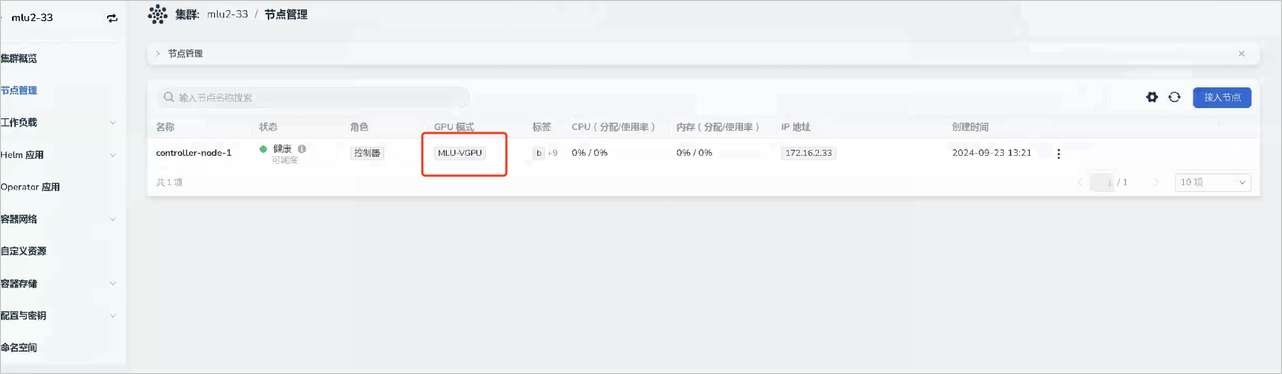 mlu2-33
集群: mlu2-33 / 节点管理
集群概览
节点管理
工作负载
Helm 应用
Operator 应用
容器网络
自定义资源
容器存储
配置与密钥
命名空间
节点管理
输入节点名称搜索
接入节点
名称 状态 角色 GPU 模式 标签 CPU（分配/使用率） 内存（分配/使用率） IP 地址 创建时间
controller-node-1 健康 控制器 MLU-VGPU b +9 0% / 0% 0% / 0% 172.16.2.33 2024-09-23 13:21
可调度
共 1 项 1 / 1 10 项